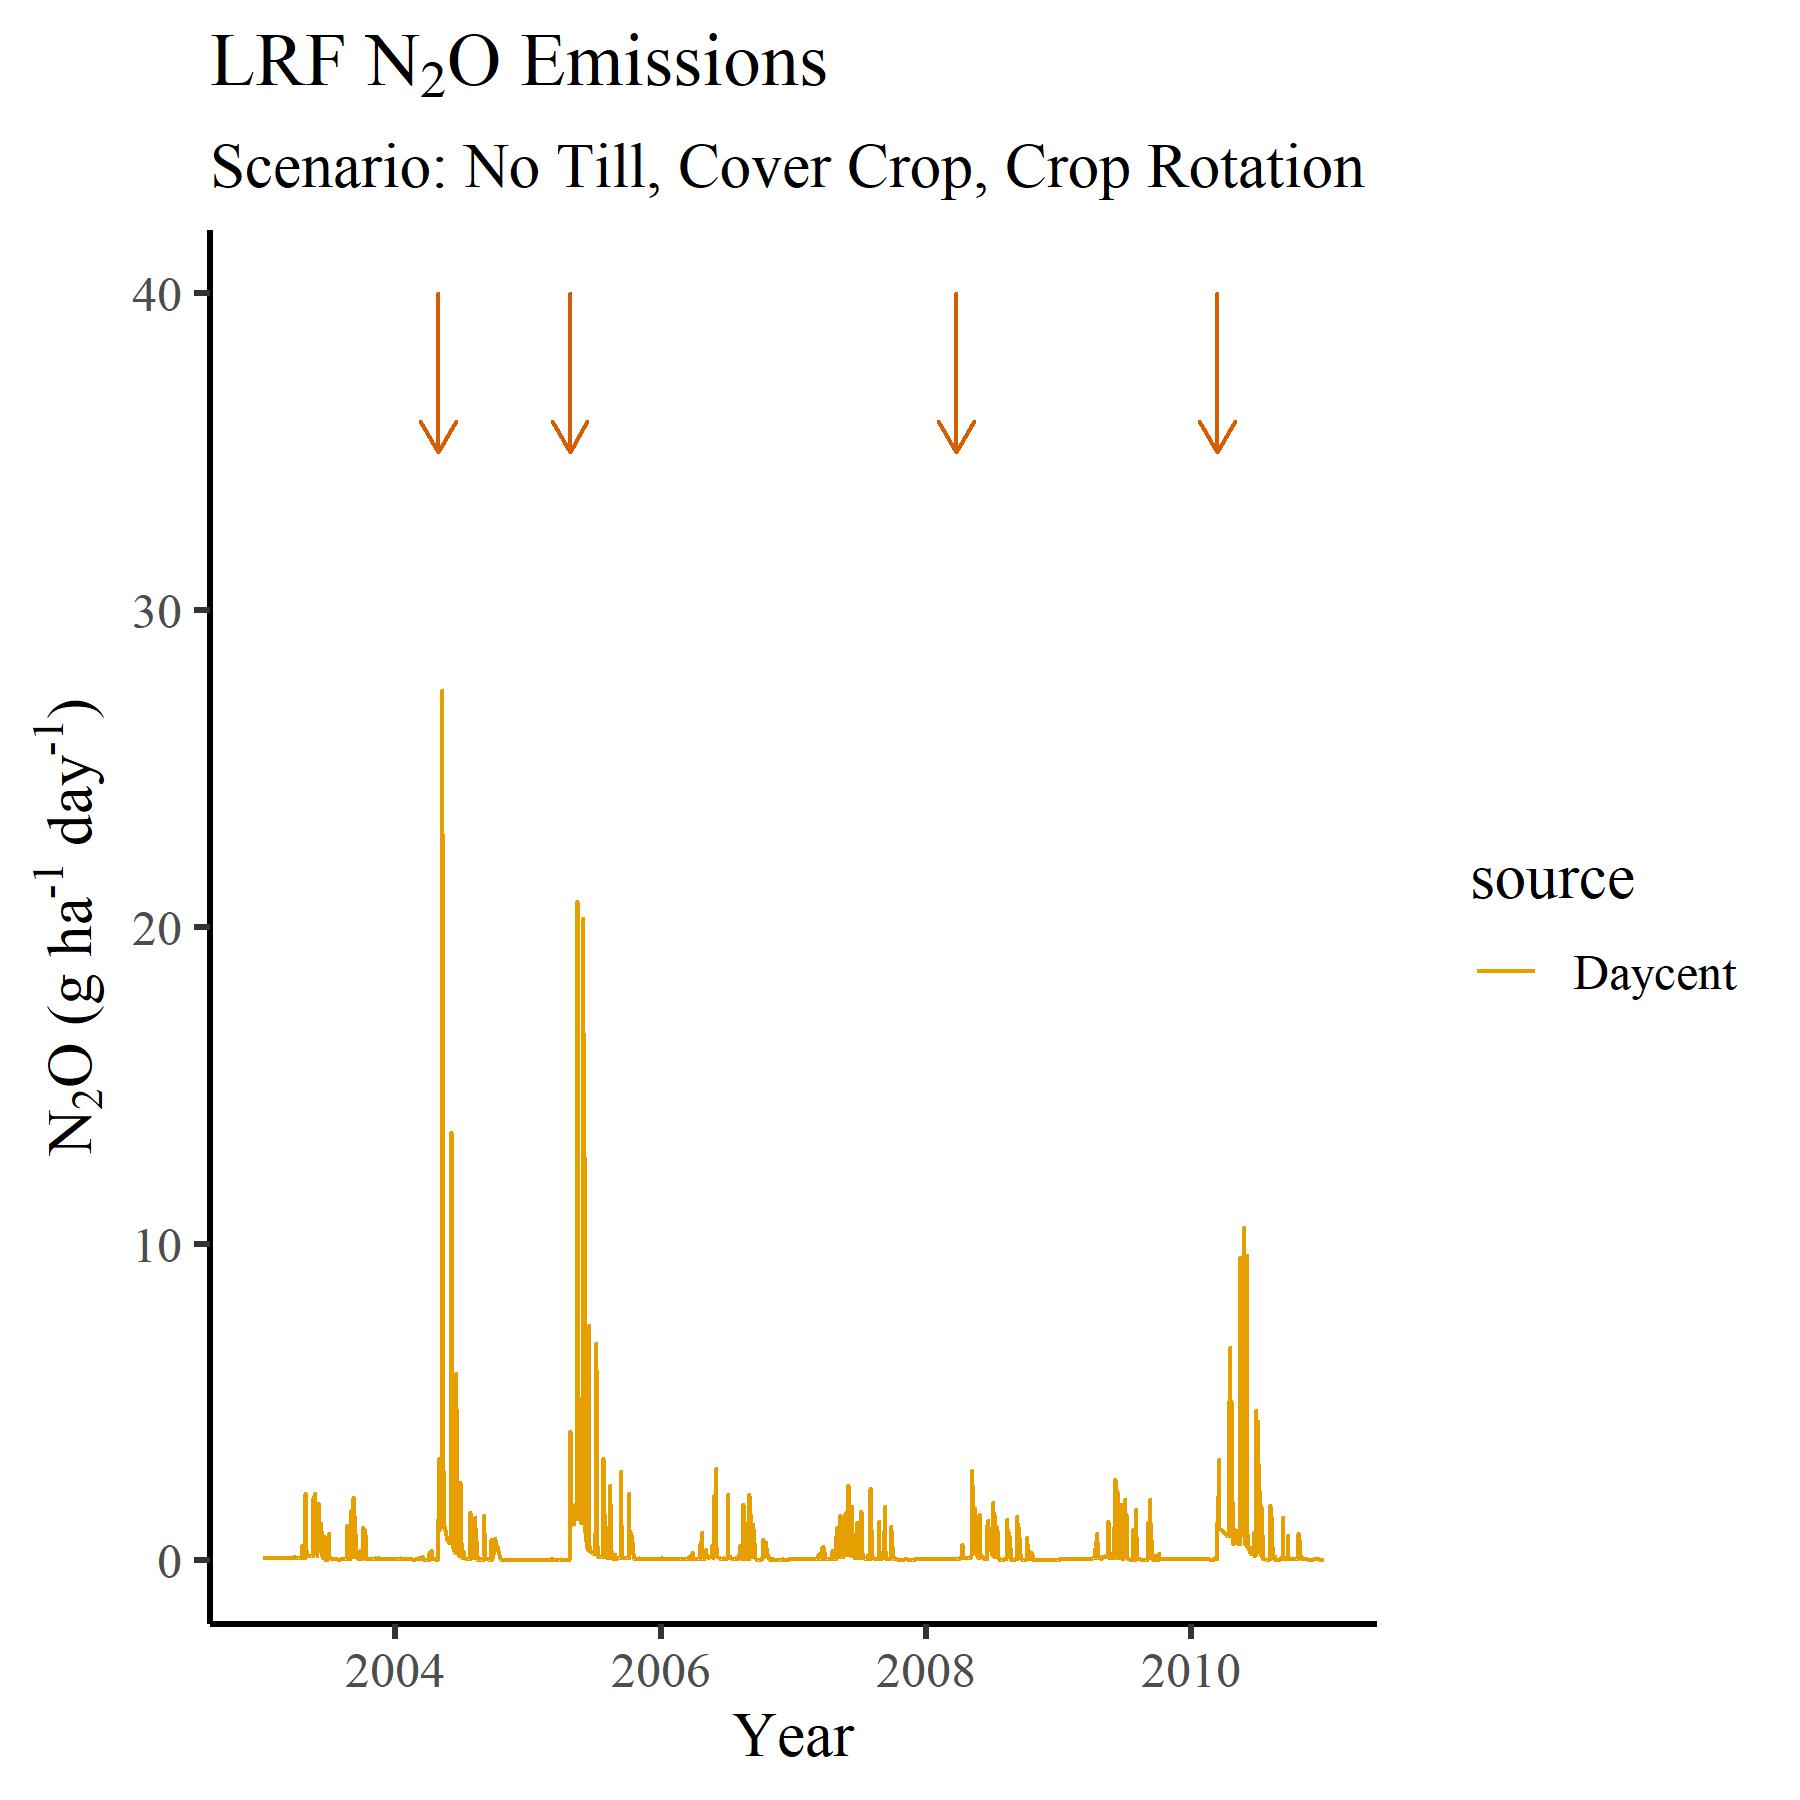 LRF N₂O Emissions
Scenario: No Till, Cover Crop, Crop Rotation
40
30
20
10
0
N₂O (g ha⁻¹ day⁻¹)
2004 2006 2008 2010
Year
source
Daycent